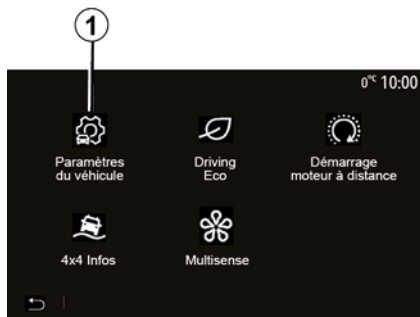 1
0°C 10:00
Paramètres
du véhicule
Driving
Eco
Démarrage
moteur à distance
4x4 Infos
Multisense